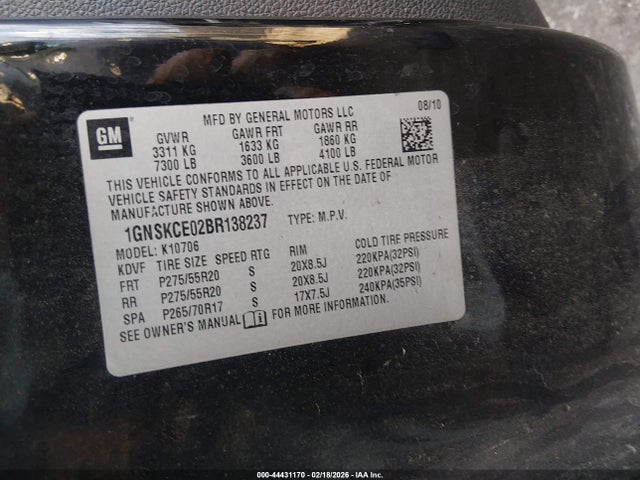 GM
MFD BY GENERAL MOTORS LLC 08/10
GVWR GAWR FRT GAWR RR
3311 KG 1633 KG 1860 KG
7300 LB 3600 LB 4100 LB
THIS VEHICLE CONFORMS TO ALL APPLICABLE U.S. FEDERAL MOTOR
VEHICLE SAFETY STANDARDS IN EFFECT ON THE DATE OF
MANUFACTURE SHOWN ABOVE.
1GNSKCE02BR138237 TYPE: M.P.V.
MODEL: K10706
KDVF TIRE SIZE SPEED RTG RIM COLD TIRE PRESSURE
FRT P275/55R20 S 20X8.5J 220KPA(32PSI)
RR P275/55R20 S 20X8.5J 220KPA(32PSI)
SPA P265/70R17 S 17X7.5J 240KPA(35PSI)
SEE OWNER'S MANUAL FOR MORE INFORMATION.
000-44431170 - 02/18/2026 - IAA Inc.